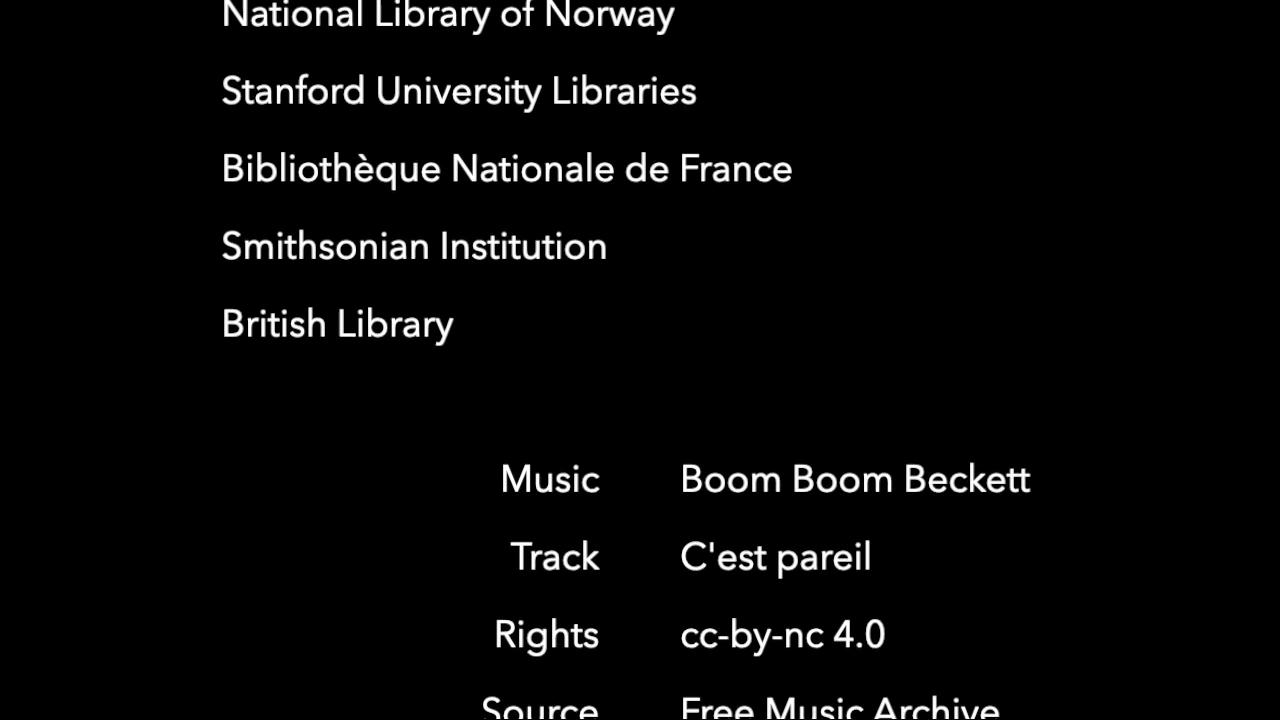 National Library of Norway
Stanford University Libraries
Bibliothèque Nationale de France
Smithsonian Institution
British Library
Music Boom Boom Beckett
Track C'est pareil
Rights cc-by-nc 4.0
Source Free Music Archive